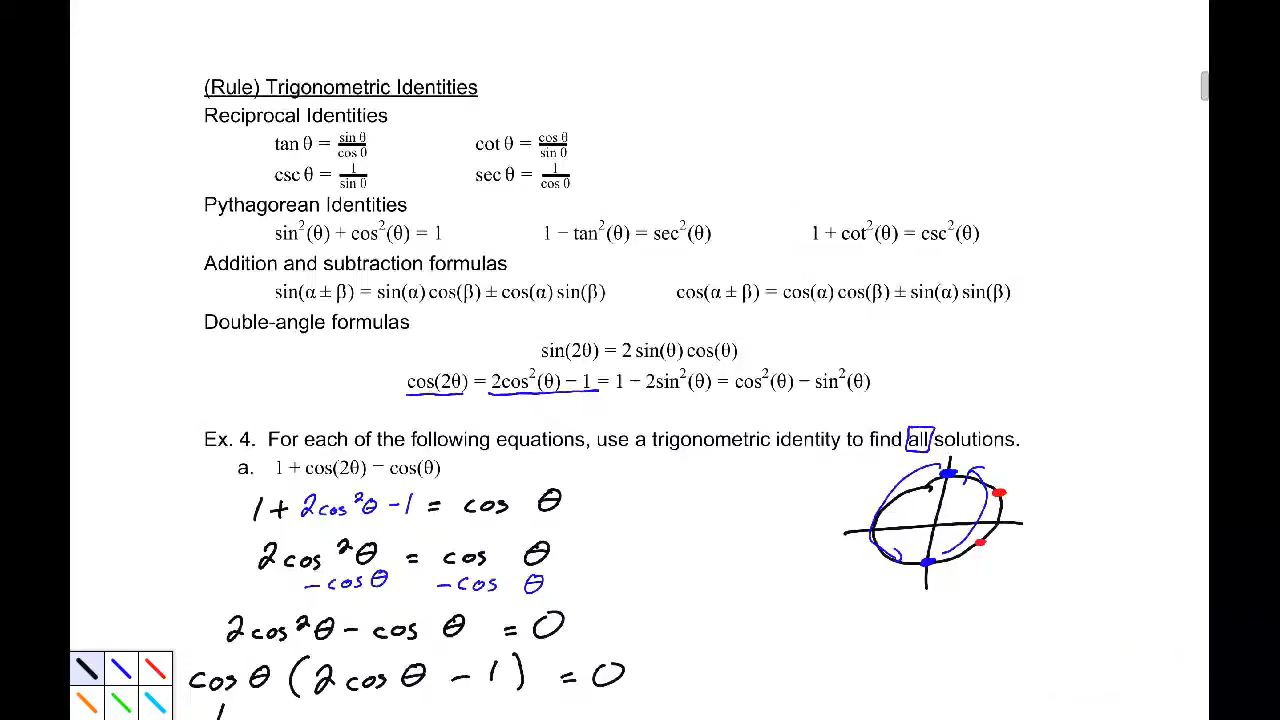 (Rule) Trigonometric Identities
Reciprocal Identities
tan θ = sin θ/cos θ cot θ = cos θ/sin θ
csc θ = 1/sin θ sec θ = 1/cos θ
Pythagorean Identities
sin²(θ) + cos²(θ) = 1 1 − tan²(θ) = sec²(θ) 1 + cot²(θ) = csc²(θ)
Addition and subtraction formulas
sin(α ± β) = sin(α) cos(β) ± cos(α) sin(β) cos(α ± β) = cos(α) cos(β) ± sin(α) sin(β)
Double-angle formulas
sin(2θ) = 2 sin(θ) cos(θ)
cos(2θ) = 2cos²(θ) − 1 = 1 − 2sin²(θ) = cos²(θ) − sin²(θ)
Ex. 4. For each of the following equations, use a trigonometric identity to find all solutions.
a. 1 + cos(2θ) = cos(θ)
1 + 2cos²θ - 1 = cos θ
2cos²θ = cos θ
- cos θ - cos θ
2cos²θ - cos θ = 0
cos θ (2 cos θ - 1) = 0